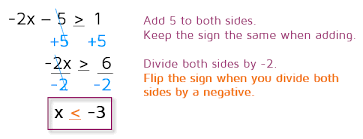 -2x − 5 ≥ 1
+5 +5
-2x ≥ 6
-2 -2
x ≤ -3
Add 5 to both sides.
Keep the sign the same when adding.
Divide both sides by -2.
Flip the sign when you divide both
sides by a negative.